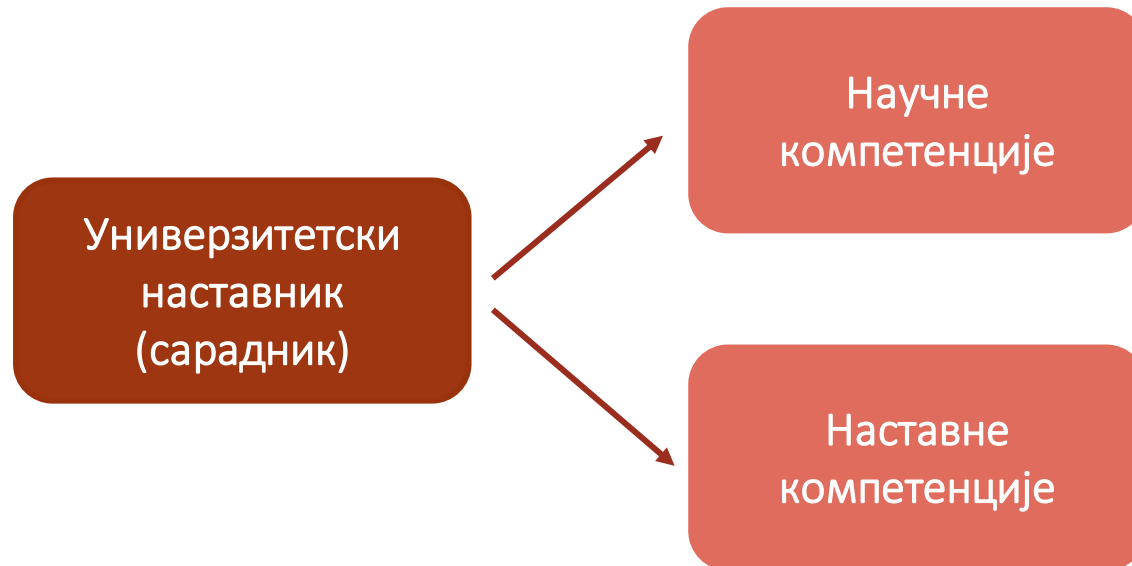 Научне
компетенције
Универзитетски
наставник
(сарадник)
Наставне
компетенције